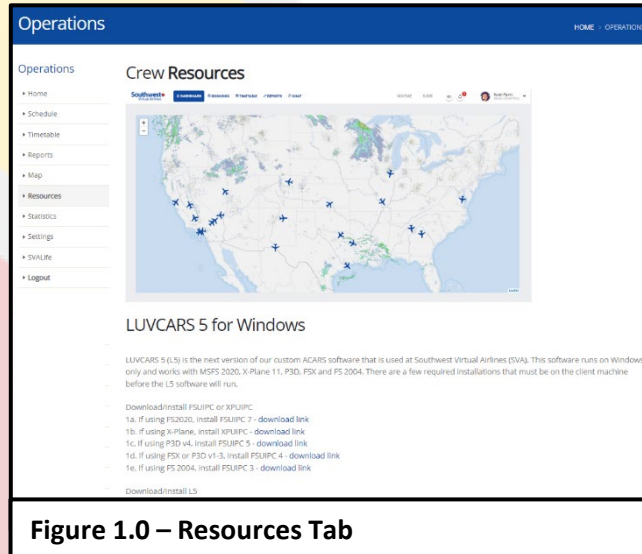 Operations
HOME > OPERATION
Operations
Home
Schedule
Timetable
Reports
Map
Resources
Statistics
Settings
SVALife
Logout
Crew Resources
Southwest
Virtual Airlines
DASHBOARD
TIMETABLE
REPORTS
CHAT
LUVCARS 5 for Windows
LUVCARS 5 (L5) is the next version of our custom ACARS software that is used at Southwest Virtual Airlines (SVA). This software runs on Windows
only and works with MSFS 2020, X-Plane 11, P3D, FSX and FS 2004. There are a few required installations that must be on the client machine
before the L5 software will run.
Download/Install FSUIPC or XPUIPC
1a. If using FS2020, install FSUIPC 7 - download link
1b. If using X-Plane, install XPUIPC - download link
1c. If using P3D v4, install FSUIPC 5 - download link
1d. If using FSX or P3D v1-3, install FSUIPC 4 - download link
1e. If using FS 2004, install FSUIPC 3 - download link
Download/Install L5
Figure 1.0 – Resources Tab